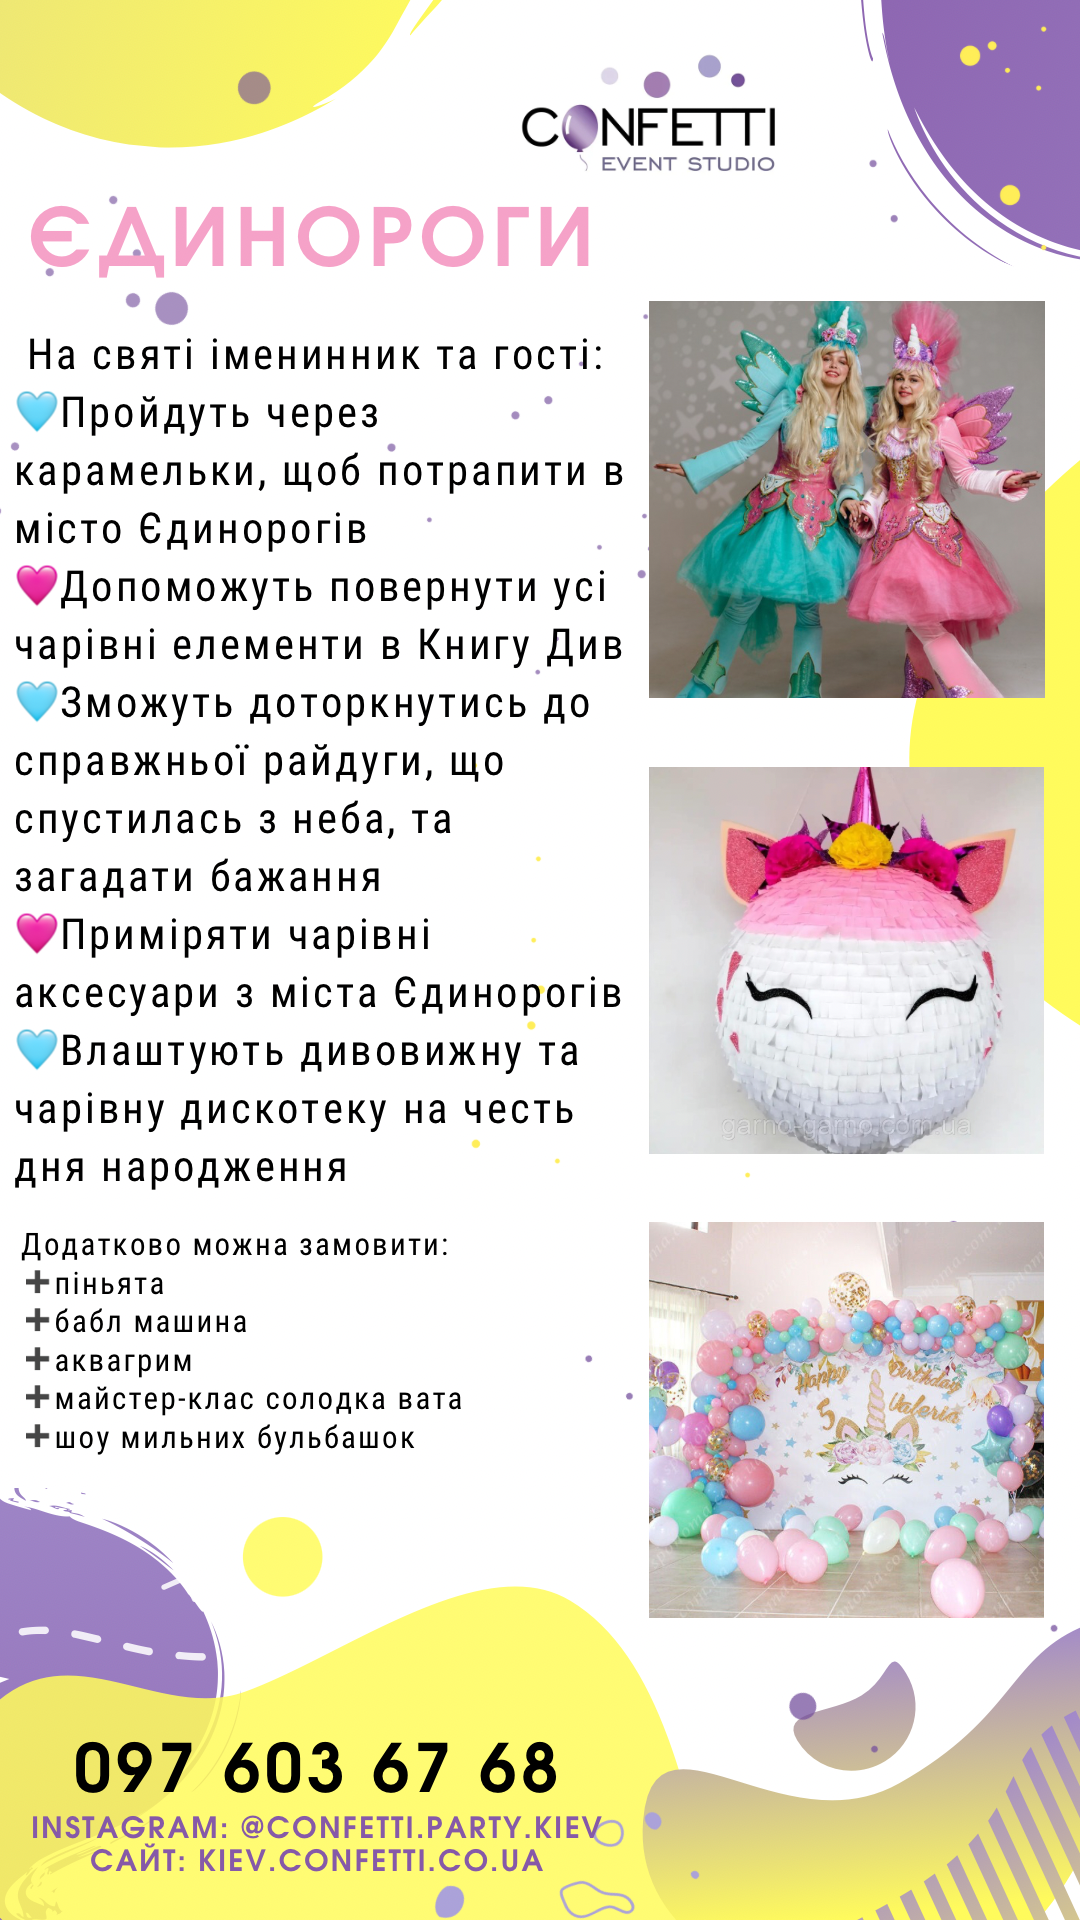 CONFETTI
EVENT STUDIO
ЄДИНОРОГИ
На святі іменинник та гості:
🩵Пройдуть через
карамельки, щоб потрапити в
місто Єдинорогів
🩷Допоможуть повернути усі
чарівні елементи в Книгу Див
🩵Зможуть доторкнутись до
справжньої райдуги, що
спустилась з неба, та
загадати бажання
🩷Приміряти чарівні
аксесуари з міста Єдинорогів
🩵Влаштують дивовижну та
чарівну дискотеку на честь
дня народження
Додатково можна замовити:
➕піньята
➕бабл машина
➕аквагрим
➕майстер-клас солодка вата
➕шоу мильних бульбашок
garno-garno.com.ua
Happy Birthday
5 Valeria
097 603 67 68
INSTAGRAM: @CONFETTI.PARTY.KIEV
САЙТ: KIEV.CONFETTI.CO.UA